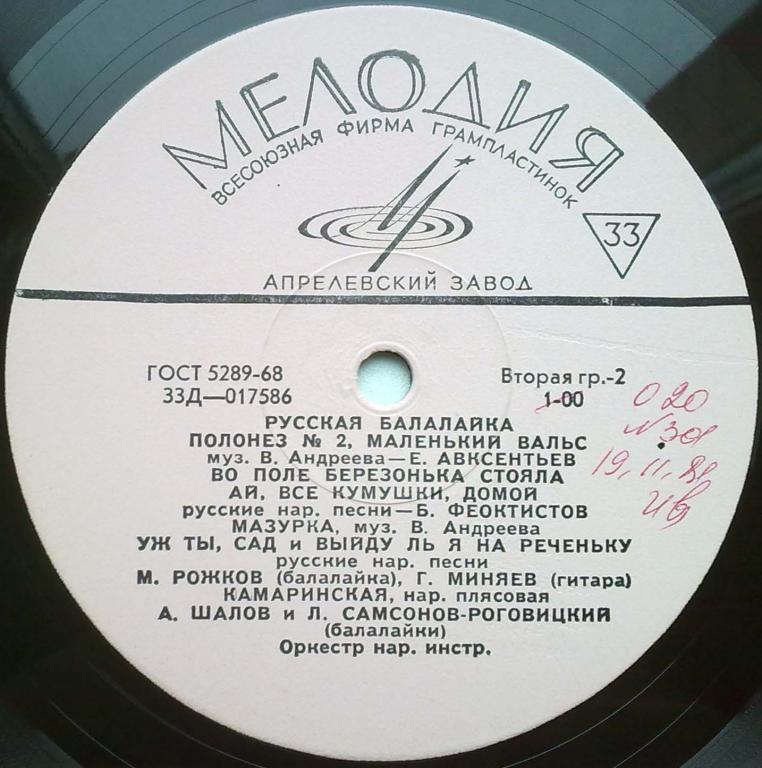 МЕЛОДИЯ
ВСЕСОЮЗНАЯ ФИРМА ГРАМПЛАСТИНОК
33
АПРЕЛЕВСКИЙ ЗАВОД
ГОСТ 5289-68
Вторая гр.-2
33Д—017586
1-00
0 20
РУССКАЯ БАЛАЛАЙКА
ПОЛОНЕЗ № 2, МАЛЕНЬКИЙ ВАЛЬС
муз. В. Андреева—Е. АВКСЕНТЬЕВ
19.11.
ВО ПОЛЕ БЕРЕЗОНЬКА СТОЯЛА
АЙ, ВСЕ КУМУШКИ, ДОМОЙ
русские нар. песни—Б. ФЕОКТИСТОВ
МАЗУРКА, муз. В. Андреева
УЖ ТЫ, САД и ВЫЙДУ ЛЬ Я НА РЕЧЕНЬКУ
русские нар. песни
М. РОЖКОВ (балалайка), Г. МИНЯЕВ (гитара)
КАМАРИНСКАЯ, нар. плясовая
А. ШАЛОВ и Л. САМСОНОВ-РОГОВИЦКИЙ
(балалайки)
Оркестр нар. инстр.